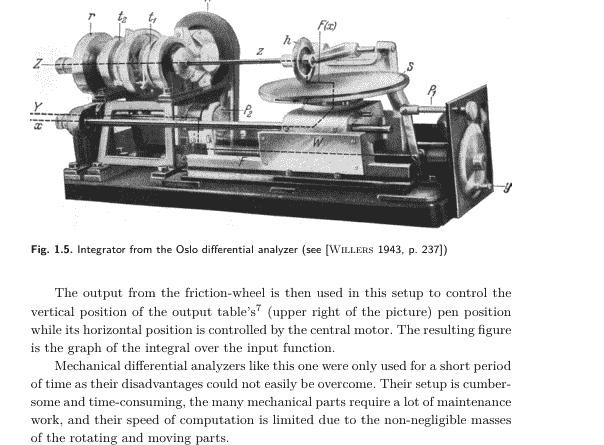 r t₂ t₁ F(x)
h
Z z S
P₁
Y P₂
x
W
F
y
Fig. 1.5. Integrator from the Oslo differential analyzer (see [WILLERS 1943, p. 237])
The output from the friction-wheel is then used in this setup to control the
vertical position of the output table's⁷ (upper right of the picture) pen position
while its horizontal position is controlled by the central motor. The resulting figure
is the graph of the integral over the input function.
Mechanical differential analyzers like this one were only used for a short period
of time as their disadvantages could not easily be overcome. Their setup is cumber-
some and time-consuming, the many mechanical parts require a lot of maintenance
work, and their speed of computation is limited due to the non-negligible masses
of the rotating and moving parts.